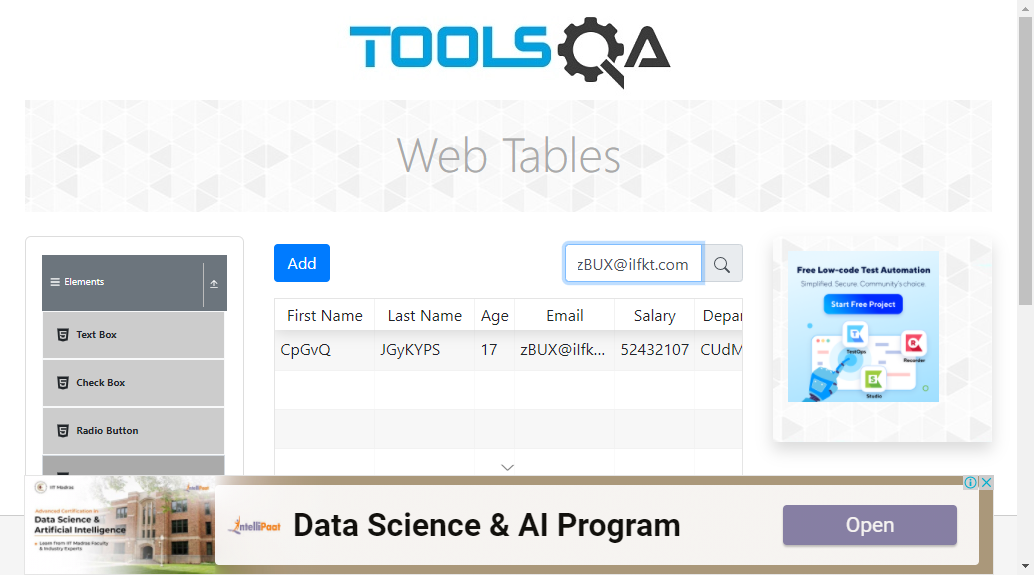 TOOLSQA
Web Tables
Elements
Text Box
Check Box
Radio Button
Add
zBUX@ilfkt.com
First Name Last Name Age Email Salary Depar
CpGvQ JGyKYPS 17 zBUX@ilfk... 52432107 CUdM
Free Low-code Test Automation
Simplified. Secure. Community's choice
Start Free Project
TestOps
Recorder
Studio
IIT Madras
IntelliPaat
Advanced Certification in
Data Science &
Artificial Intelligence
Learn from IIT Madras Faculty
& Industry Experts
IntelliPaat
Data Science & AI Program
Open